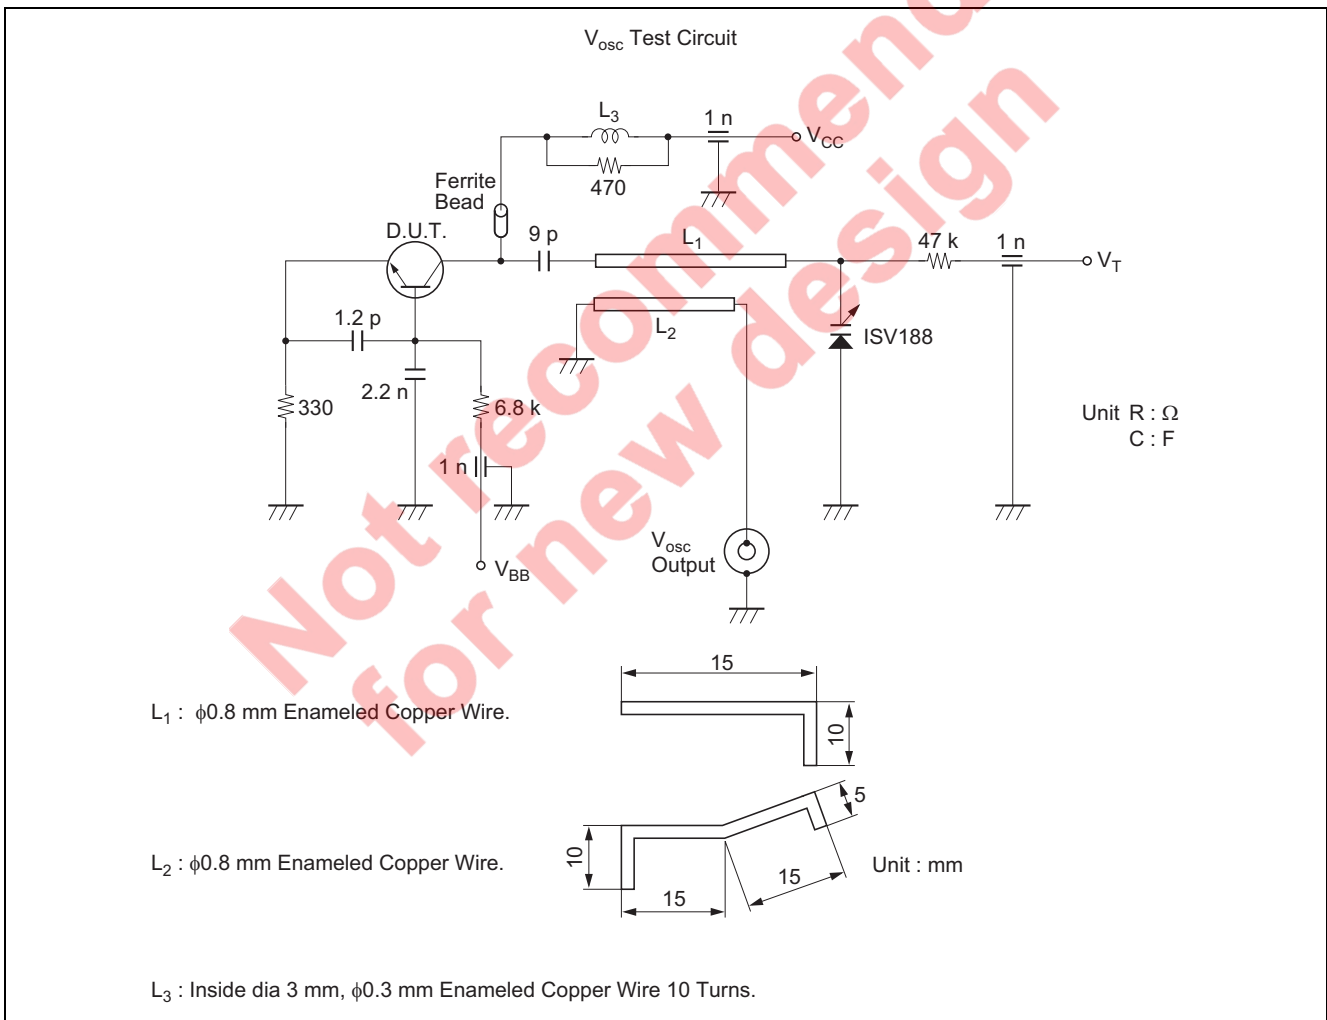 Vosc Test Circuit
L3
1 n
VCC
470
Ferrite
Bead
D.U.T.
9 p
L1
47 k
1 n
VT
L2
1.2 p
ISV188
2.2 n
330
6.8 k
Unit R : Ω
C : F
1 n
Vosc
Output
VBB
Not recommend
for new design
15
L1 : ϕ0.8 mm Enameled Copper Wire.
10
5
L2 : ϕ0.8 mm Enameled Copper Wire.
10
15
15
Unit : mm
L3 : Inside dia 3 mm, ϕ0.3 mm Enameled Copper Wire 10 Turns.